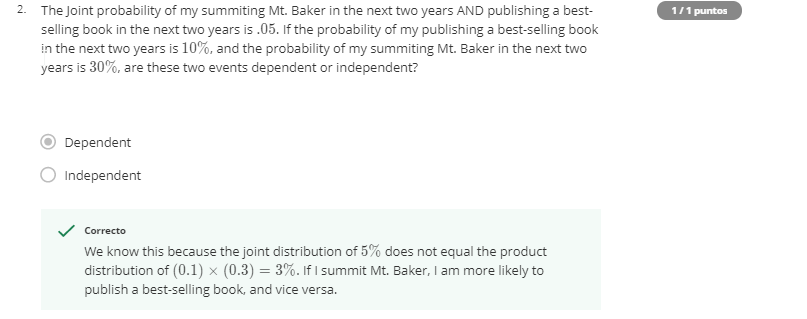 2. The Joint probability of my summiting Mt. Baker in the next two years AND publishing a best-
selling book in the next two years is .05. If the probability of my publishing a best-selling book
in the next two years is 10%, and the probability of my summiting Mt. Baker in the next two
years is 30%, are these two events dependent or independent?
1 / 1 puntos
Dependent
Independent
Correcto
We know this because the joint distribution of 5% does not equal the product
distribution of (0.1) × (0.3) = 3%. If I summit Mt. Baker, I am more likely to
publish a best-selling book, and vice versa.